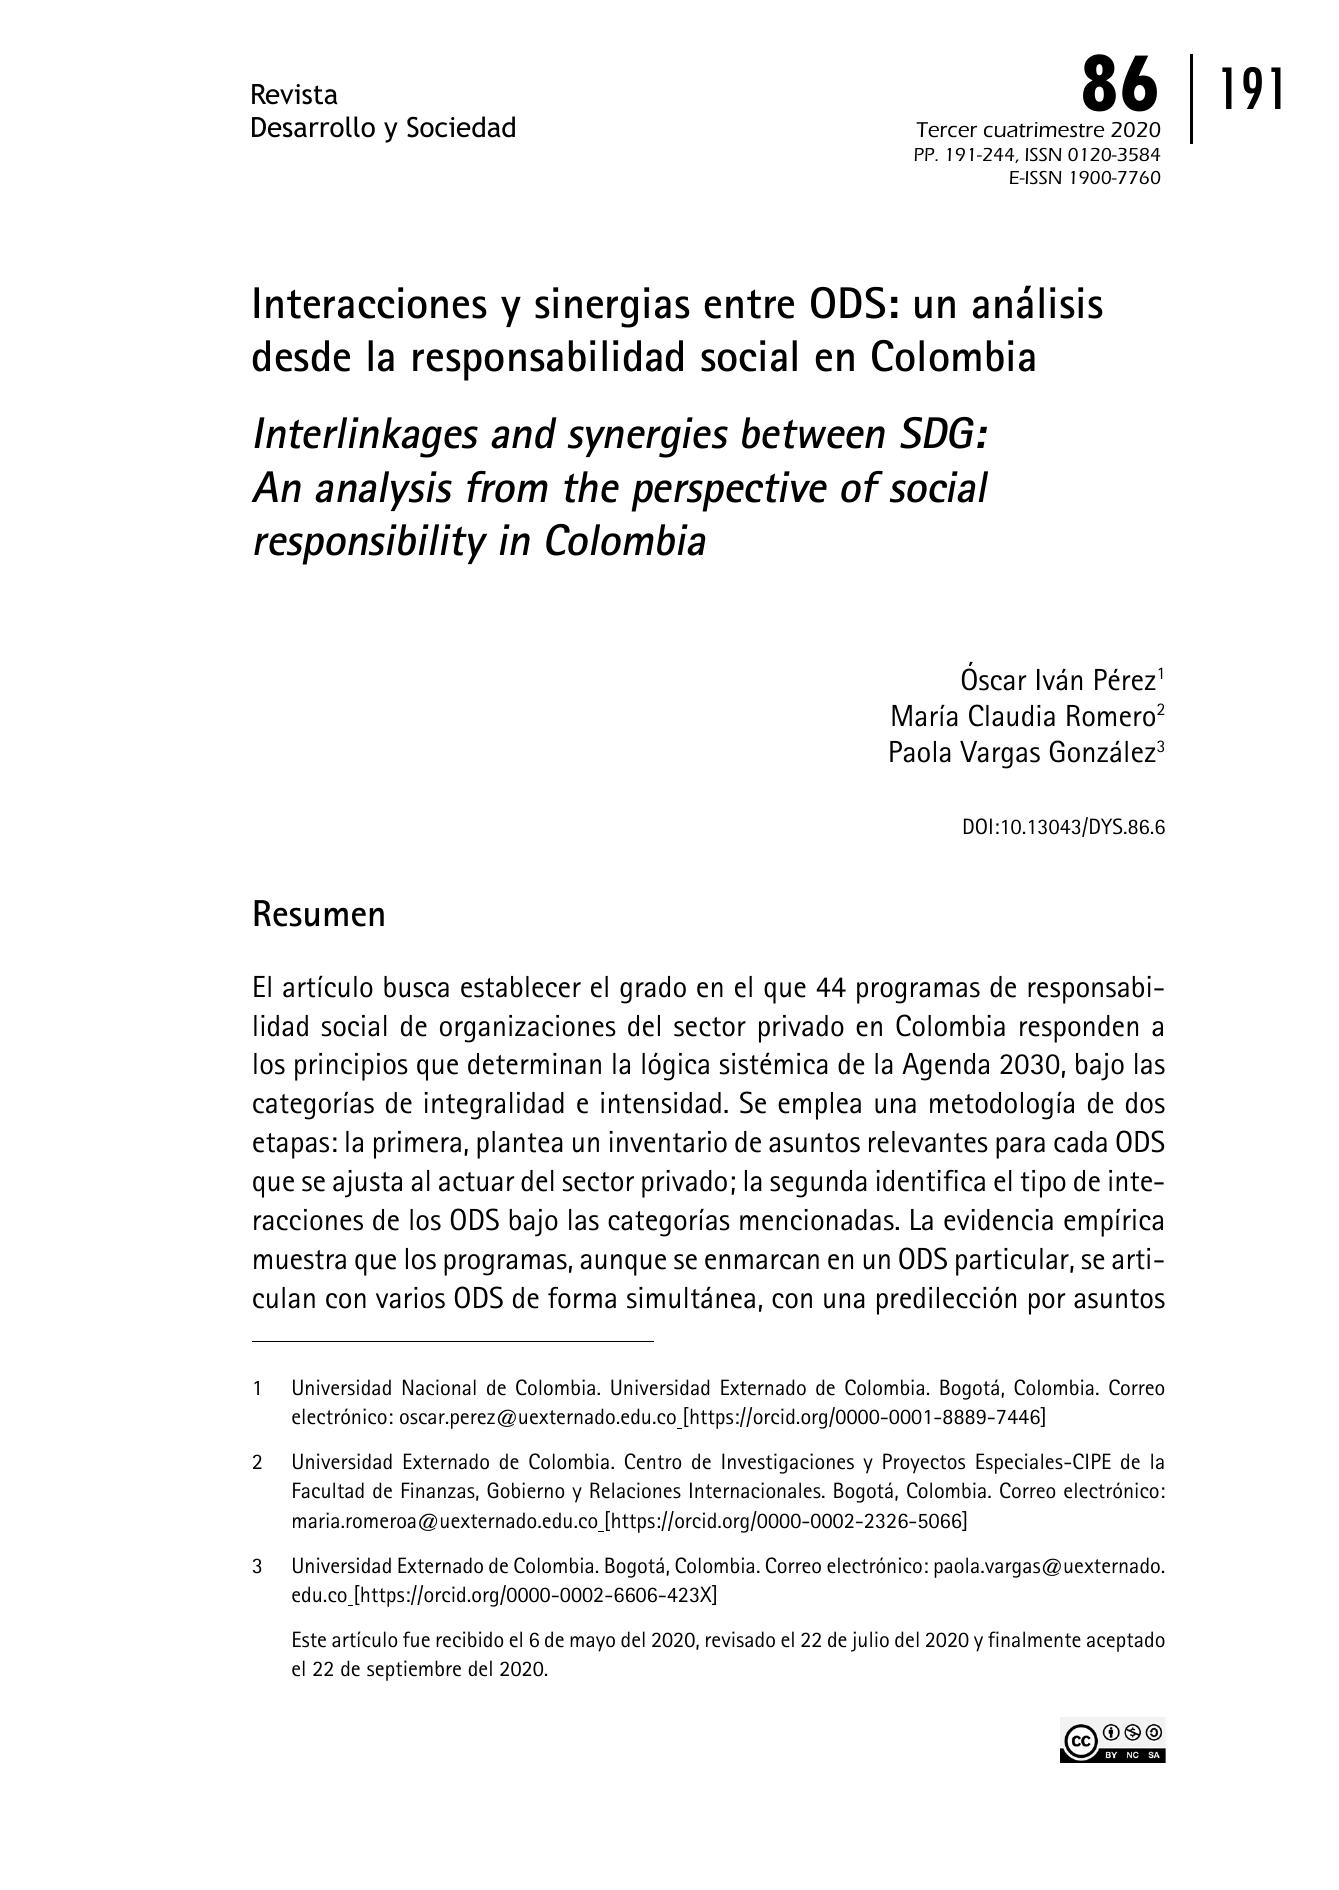 Revista
Desarrollo y Sociedad
86
191
Tercer cuatrimestre 2020
PP. 191-244, ISSN 0120-3584
E-ISSN 1900-7760
Interacciones y sinergias entre ODS: un análisis
desde la responsabilidad social en Colombia
Interlinkages and synergies between SDG:
An analysis from the perspective of social
responsibility in Colombia
Óscar Iván Pérez1
María Claudia Romero2
Paola Vargas González3
DOI:10.13043/DYS.86.6
Resumen
El artículo busca establecer el grado en el que 44 programas de responsabi-
lidad social de organizaciones del sector privado en Colombia responden a
los principios que determinan la lógica sistémica de la Agenda 2030, bajo las
categorías de integralidad e intensidad. Se emplea una metodología de dos
etapas: la primera, plantea un inventario de asuntos relevantes para cada ODS
que se ajusta al actuar del sector privado; la segunda identifica el tipo de inte-
racciones de los ODS bajo las categorías mencionadas. La evidencia empírica
muestra que los programas, aunque se enmarcan en un ODS particular, se arti-
culan con varios ODS de forma simultánea, con una predilección por asuntos
1 Universidad Nacional de Colombia. Universidad Externado de Colombia. Bogotá, Colombia. Correo
electrónico: oscar.perez@uexternado.edu.co [https://orcid.org/0000-0001-8889-7446]
2 Universidad Externado de Colombia. Centro de Investigaciones y Proyectos Especiales-CIPE de la
Facultad de Finanzas, Gobierno y Relaciones Internacionales. Bogotá, Colombia. Correo electrónico:
maria.romeroa@uexternado.edu.co [https://orcid.org/0000-0002-2326-5066]
3 Universidad Externado de Colombia. Bogotá, Colombia. Correo electrónico: paola.vargas@uexternado.
edu.co [https://orcid.org/0000-0002-6606-423X]
Este artículo fue recibido el 6 de mayo del 2020, revisado el 22 de julio del 2020 y finalmente aceptado
el 22 de septiembre del 2020.
cc
BY NC SA